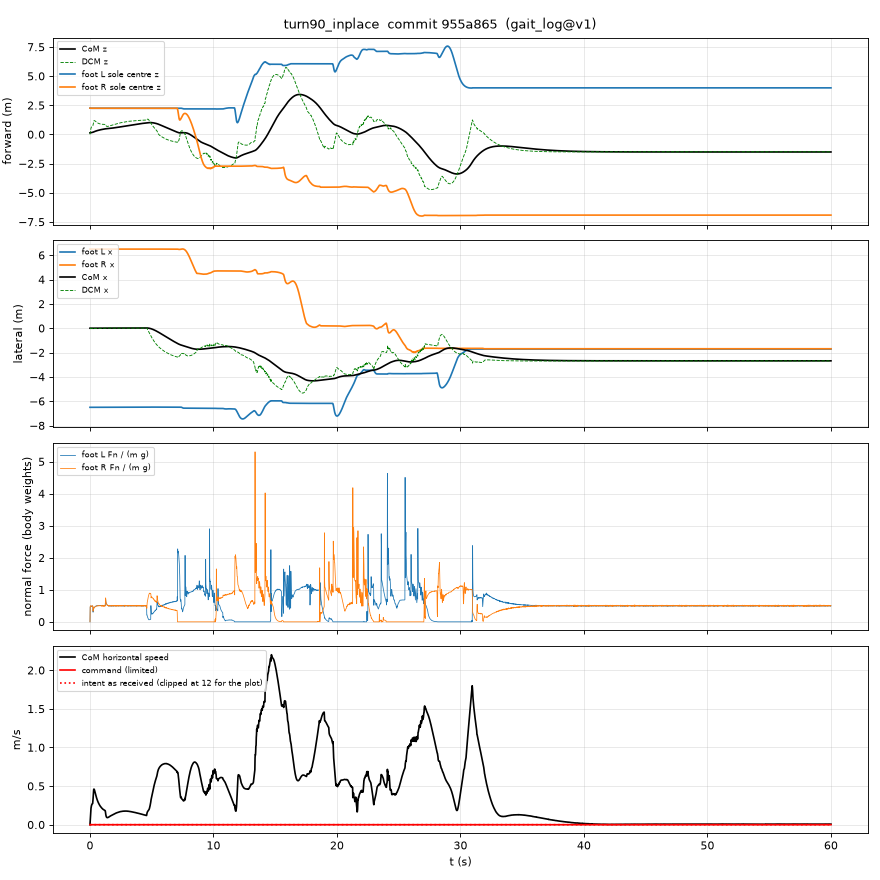 turn90_inplace commit 955a865 (gait_log@v1)
forward (m)
7.5
5.0
2.5
0.0
−2.5
−5.0
−7.5
CoM z
DCM z
foot L sole centre z
foot R sole centre z
lateral (m)
6
4
2
0
−2
−4
−6
−8
foot L x
foot R x
CoM x
DCM x
normal force (body weights)
5
4
3
2
1
0
foot L Fn / (m g)
foot R Fn / (m g)
m/s
2.0
1.5
1.0
0.5
0.0
CoM horizontal speed
command (limited)
intent as received (clipped at 12 for the plot)
0 10 20 30 40 50 60
t (s)